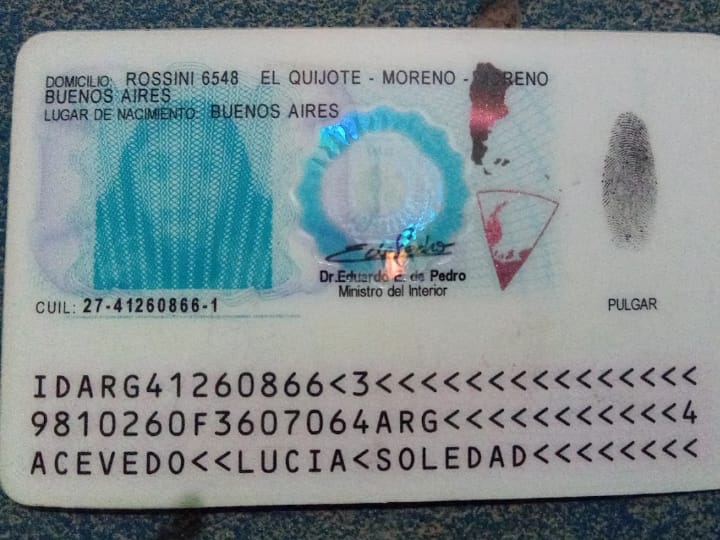 DOMICILIO: ROSSINI 6548 EL QUIJOTE - MORENO - MORENO
BUENOS AIRES
LUGAR DE NACIMIENTO: BUENOS AIRES
Dr. Eduardo E. de Pedro
Ministro del Interior
CUIL: 27-41260866-1
PULGAR
IDARG41260866<3<<<<<<<<<<<<<<<
9810260F3607064ARG<<<<<<<<<<<4
ACEVEDO<<LUCIA<SOLEDAD<<<<<<<<